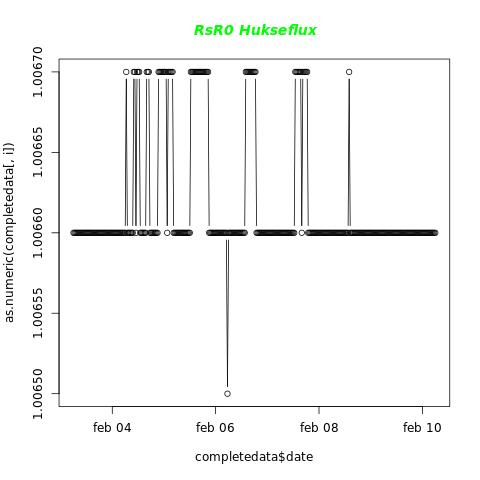 RsR0 Hukseflux
1.00670
1.00665
1.00660
1.00655
1.00650
as.numeric(completedata[, i])
feb 04
feb 06
feb 08
feb 10
completedata$date